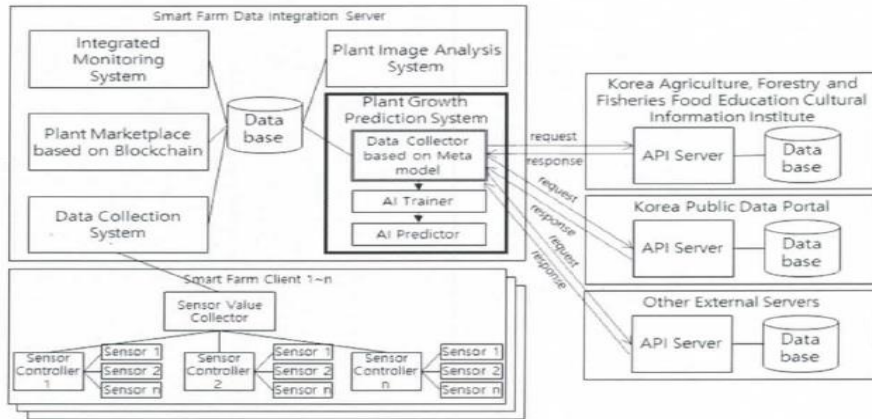 Smart Farm Data Integration Server
Integrated
Monitoring
System
Plant Image Analysis
System
Data
base
Plant Marketplace
based on Blockchain
Plant Growth
Prediction System
Data Collector
based on Meta
model
AI Trainer
AI Predictor
Data Collection
System
request
response
request
response
request
response
Korea Agriculture, Forestry and
Fisheries Food Education Cultural
Information Institute
API Server
Data
base
Korea Public Data Portal
API Server
Data
base
Other External Servers
API Server
Data
base
Smart Farm Client 1~n
Sensor Value
Collector
Sensor
Controller
1
Sensor 1
Sensor 2
Sensor n
Sensor
Controller
2
Sensor 1
Sensor 2
Sensor n
Sensor
Controller
n
Sensor 1
Sensor 2
Sensor n